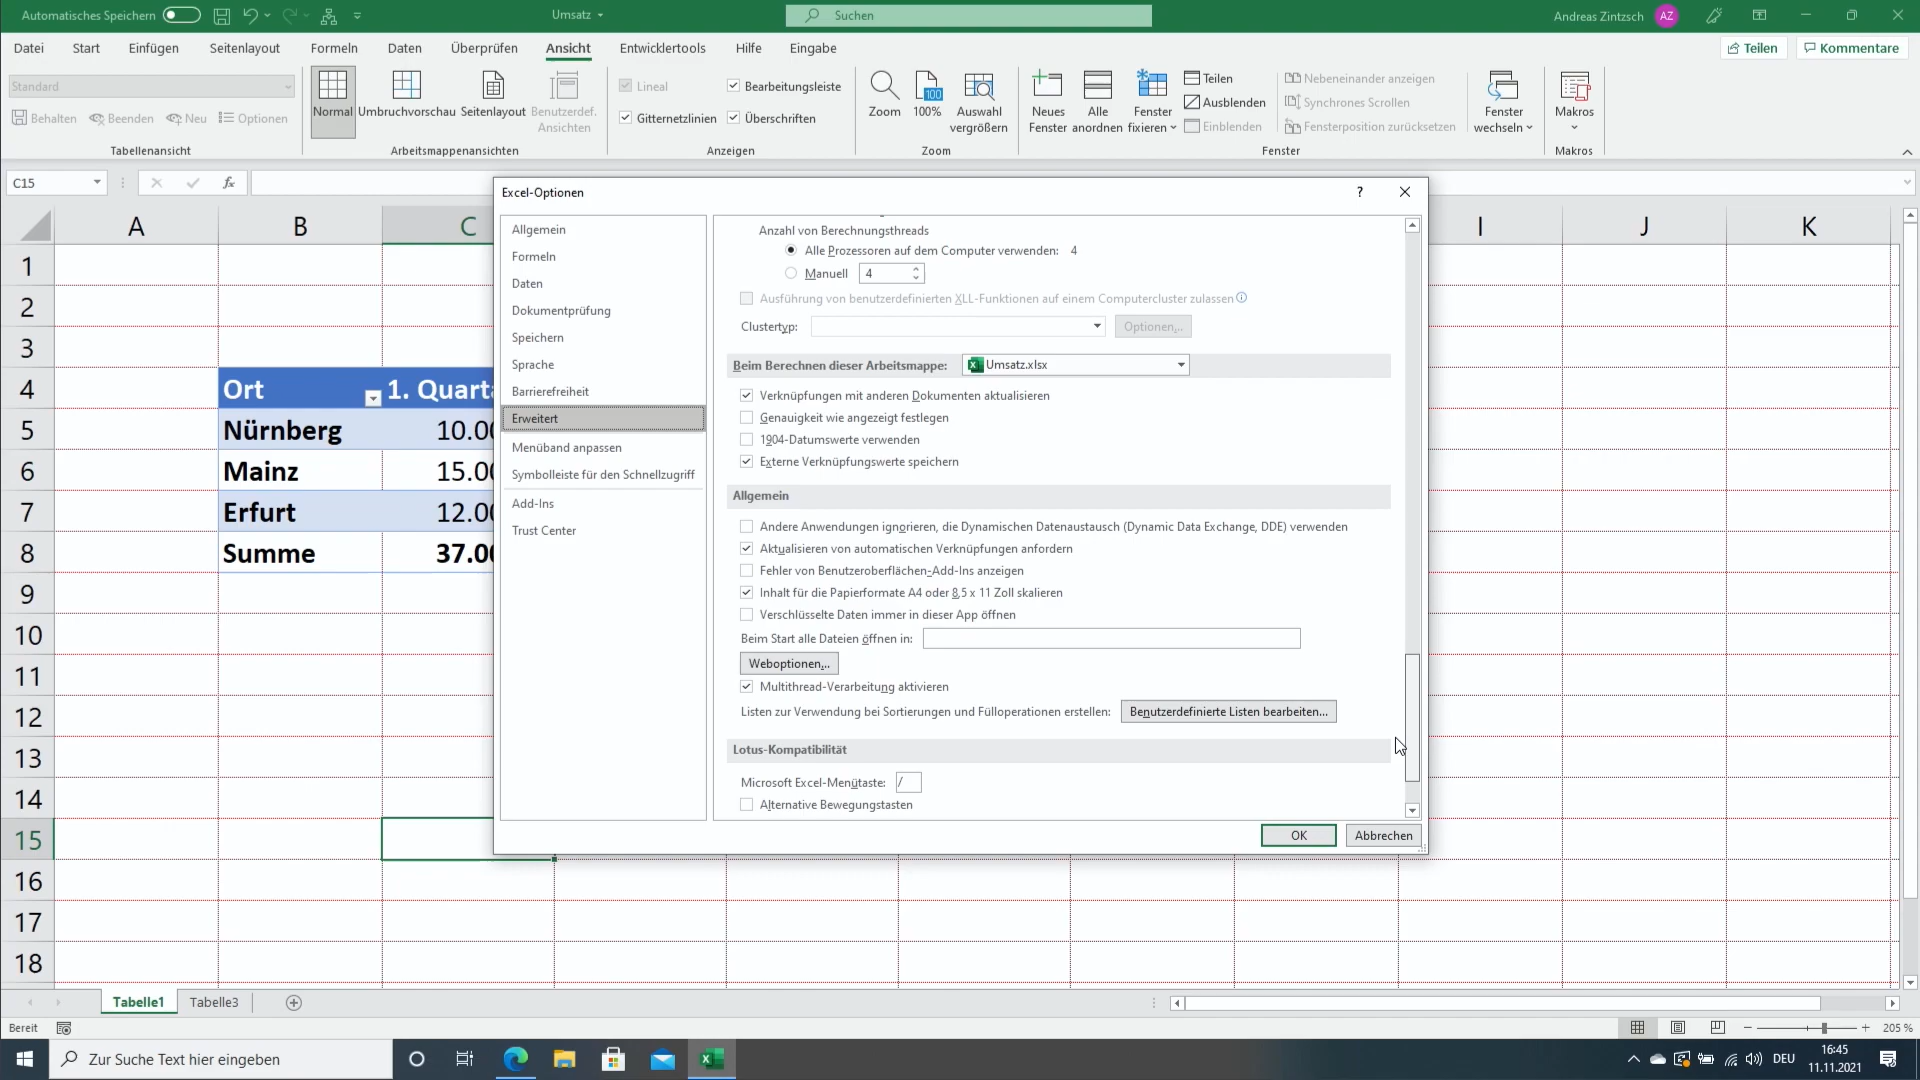 Automatisches Speichern
Umsatz
Suchen
Andreas Zintzsch AZ
Datei Start Einfügen Seitenlayout Formeln Daten Überprüfen Ansicht Entwicklertools Hilfe Eingabe
Teilen Kommentare
Standard
Behalten Beenden Neu Optionen
Tabellenansicht
Normal Umbruchvorschau Seitenlayout Benutzerdef. Ansichten
Arbeitsmappenansichten
Lineal Bearbeitungsleiste
Gitternetzlinien Überschriften
Anzeigen
Zoom 100% Auswahl vergrößern
100
Zoom
Neues Fenster Alle anordnen Fenster fixieren
Teilen
Ausblenden
Einblenden
Nebeneinander anzeigen
Synchrones Scrollen
Fensterposition zurücksetzen
Fenster wechseln
Fenster
Makros
Makros
C15
fx
A B C I J K
1
2
3
4 Ort 1. Quarta
5 Nürnberg 10.00
6 Mainz 15.00
7 Erfurt 12.00
8 Summe 37.00
9
10
11
12
13
14
15
16
17
18
Excel-Optionen
?
Allgemein
Formeln
Daten
Dokumentprüfung
Speichern
Sprache
Barrierefreiheit
Erweitert
Menüband anpassen
Symbolleiste für den Schnellzugriff
Add-Ins
Trust Center
Anzahl von Berechnungsthreads
Alle Prozessoren auf dem Computer verwenden: 4
Manuell 4
Ausführung von benutzerdefinierten XLL-Funktionen auf einem Computercluster zulassen
Clustertyp: Optionen...
Beim Berechnen dieser Arbeitsmappe: Umsatz.xlsx
Verknüpfungen mit anderen Dokumenten aktualisieren
Genauigkeit wie angezeigt festlegen
1904-Datumswerte verwenden
Externe Verknüpfungswerte speichern
Allgemein
Andere Anwendungen ignorieren, die Dynamischen Datenaustausch (Dynamic Data Exchange, DDE) verwenden
Aktualisieren von automatischen Verknüpfungen anfordern
Fehler von Benutzeroberflächen-Add-Ins anzeigen
Inhalt für die Papierformate A4 oder 8,5 x 11 Zoll skalieren
Verschlüsselte Daten immer in dieser App öffnen
Beim Start alle Dateien öffnen in:
Weboptionen...
Multithread-Verarbeitung aktivieren
Listen zur Verwendung bei Sortierungen und Fülloperationen erstellen: Benutzerdefinierte Listen bearbeiten...
Lotus-Kompatibilität
Microsoft Excel-Menütaste: /
Alternative Bewegungstasten
OK Abbrechen
Tabelle1 Tabelle3
Bereit
205 %
Zur Suche Text hier eingeben
DEU
16:45
11.11.2021